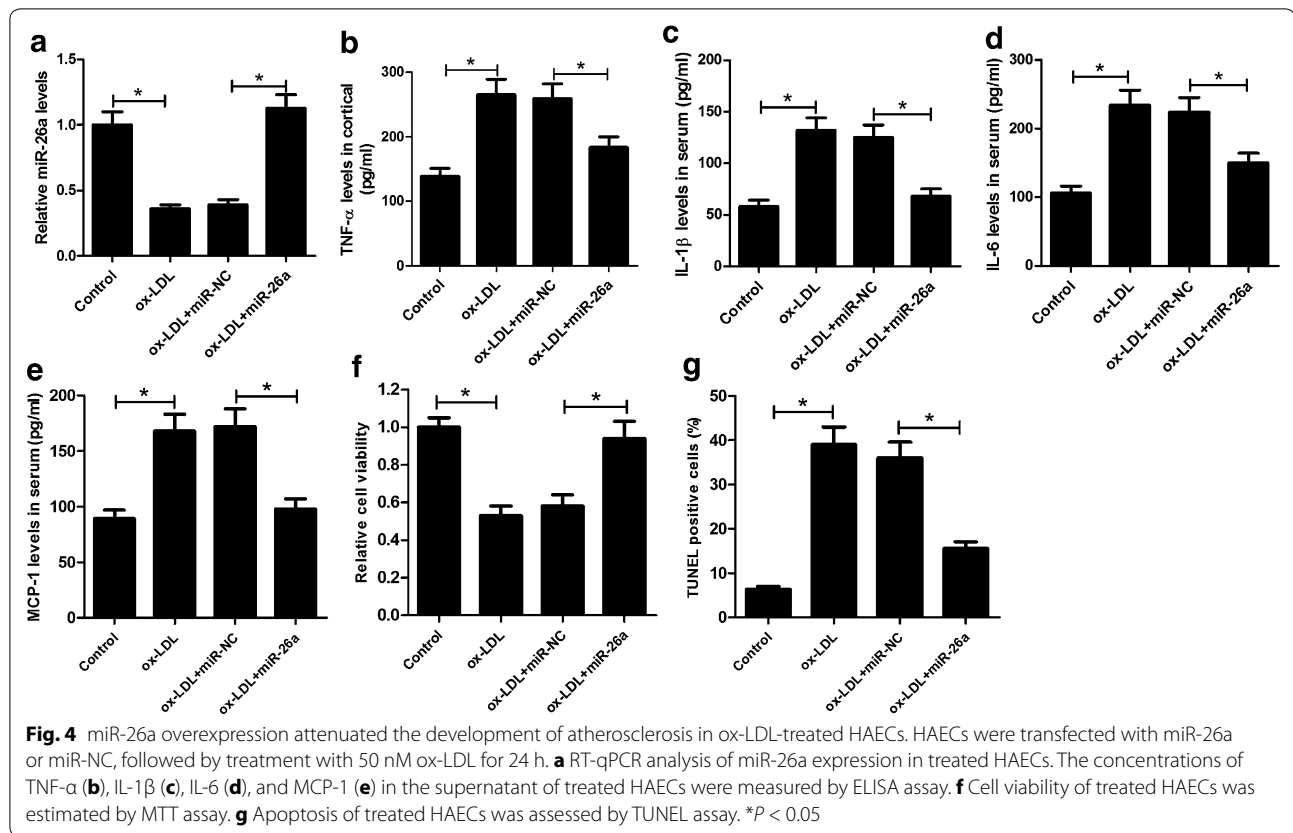 a
Relative miR-26a levels
1.5
1.0
0.5
0.0
*
*
Control
ox-LDL
ox-LDL+miR-NC
ox-LDL+miR-26a
b
TNF-α levels in cortical
(pg/ml)
300
200
100
0
*
*
Control
ox-LDL
ox-LDL+miR-NC
ox-LDL+miR-26a
c
IL-1β levels in serum (pg/ml)
200
150
100
50
0
*
*
Control
ox-LDL
ox-LDL+miR-NC
ox-LDL+miR-26a
d
IL-6 levels in serum (pg/ml)
300
200
100
0
*
*
Control
ox-LDL
ox-LDL+miR-NC
ox-LDL+miR-26a
e
MCP-1 levels in serum (pg/ml)
200
150
100
50
0
*
*
Control
ox-LDL
ox-LDL+miR-NC
ox-LDL+miR-26a
f
Relative cell viability
1.2
1.0
0.8
0.6
0.4
0.2
0.0
*
*
Control
ox-LDL
ox-LDL+miR-NC
ox-LDL+miR-26a
g
TUNEL positive cells (%)
50
40
30
20
10
0
*
*
Control
ox-LDL
ox-LDL+miR-NC
ox-LDL+miR-26a
Fig. 4 miR-26a overexpression attenuated the development of atherosclerosis in ox-LDL-treated HAECs. HAECs were transfected with miR-26a
or miR-NC, followed by treatment with 50 nM ox-LDL for 24 h. a RT-qPCR analysis of miR-26a expression in treated HAECs. The concentrations of
TNF-α (b), IL-1β (c), IL-6 (d), and MCP-1 (e) in the supernatant of treated HAECs were measured by ELISA assay. f Cell viability of treated HAECs was
estimated by MTT assay. g Apoptosis of treated HAECs was assessed by TUNEL assay. *P < 0.05